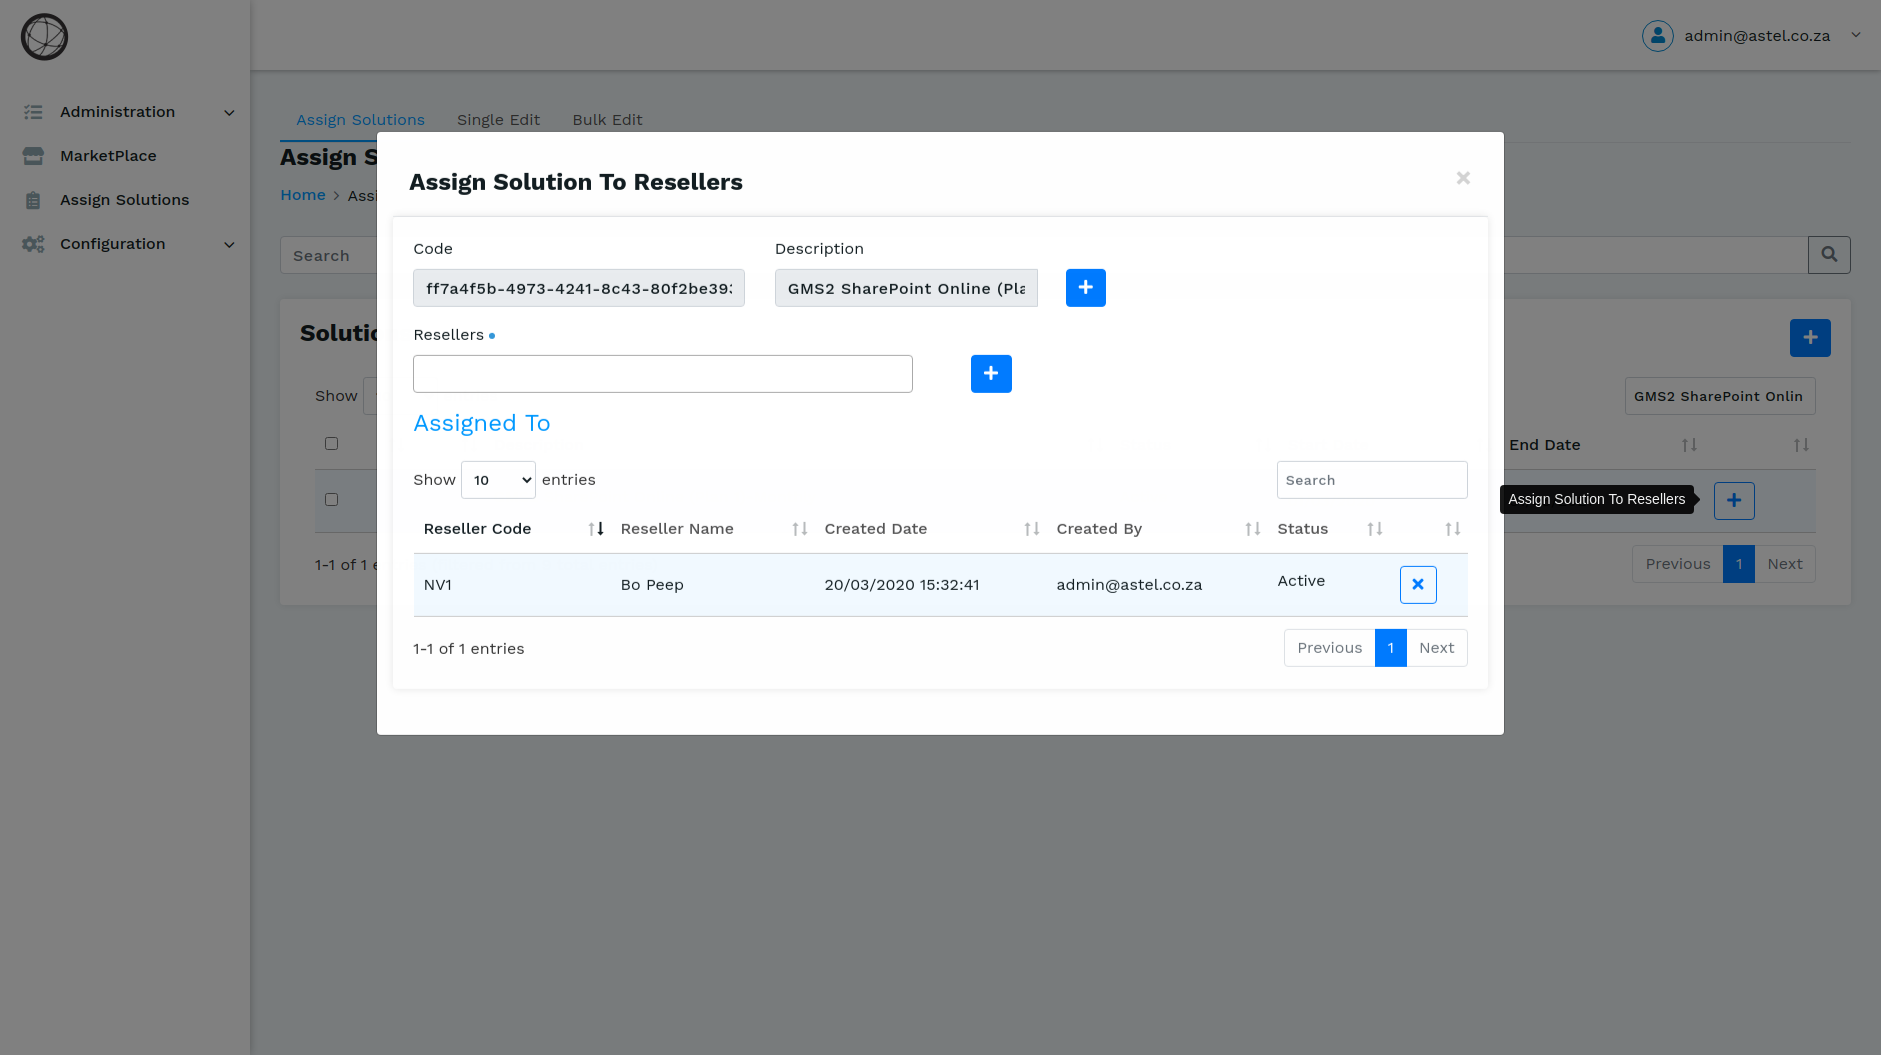 admin@astel.co.za
Administration
MarketPlace
Assign Solutions
Configuration
Assign Solutions Single Edit Bulk Edit
Assign S
Home > Assi
Search
Solutic
Show
GMS2 SharePoint Onlin
End Date
1-1 of 1 e
Previous 1 Next
Assign Solution To Resellers
Assign Solution To Resellers
×
Code Description
ff7a4f5b-4973-4241-8c43-80f2be39 GMS2 SharePoint Online (Pla
Resellers
Assigned To
Show 10 entries
Search
Reseller Code Reseller Name Created Date Created By Status
NV1 Bo Peep 20/03/2020 15:32:41 admin@astel.co.za Active
1-1 of 1 entries
Previous 1 Next